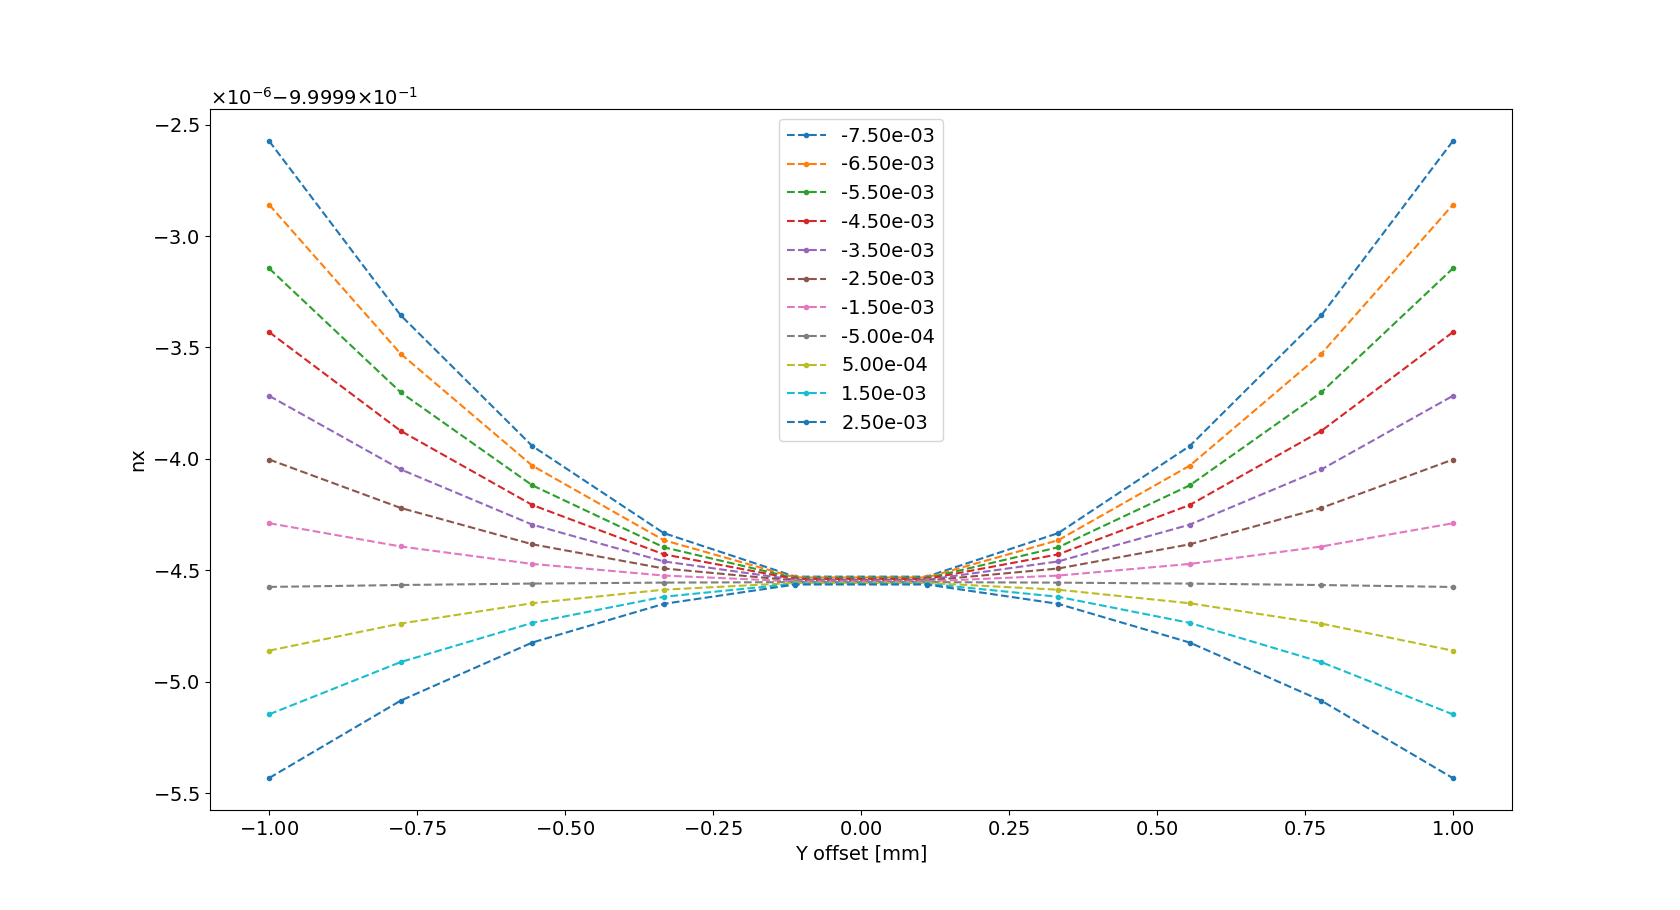 ×10⁻⁶−9.9999×10⁻¹
−2.5
−3.0
−3.5
−4.0
−4.5
−5.0
−5.5
nx
-7.50e-03
-6.50e-03
-5.50e-03
-4.50e-03
-3.50e-03
-2.50e-03
-1.50e-03
-5.00e-04
5.00e-04
1.50e-03
2.50e-03
−1.00 −0.75 −0.50 −0.25 0.00 0.25 0.50 0.75 1.00
Y offset [mm]